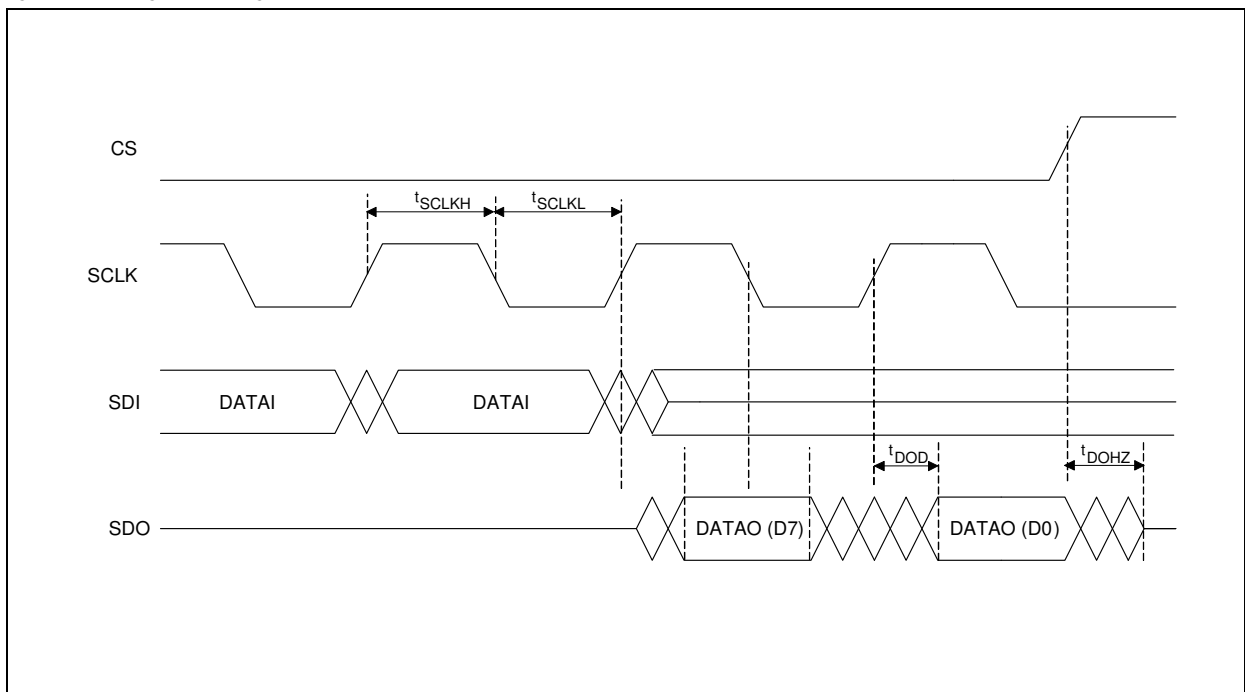 CS
tSCLKH
tSCLKL
SCLK
SDI
DATAI
DATAI
tDOD
tDOHZ
SDO
DATAO (D7)
DATAO (D0)